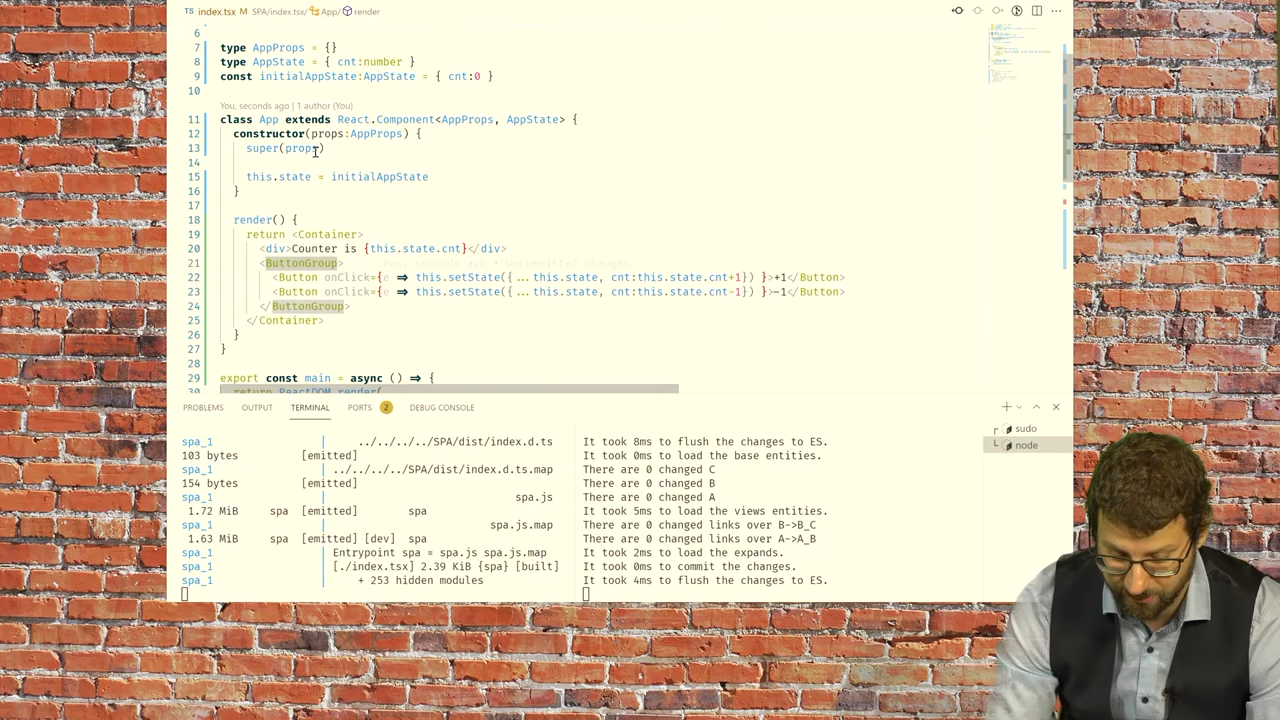 index.tsx M SPA/index.tsx/App/render
6
7 type AppProps = {}
8 type AppState = { cnt: }
9 const initialAppState:AppState = { cnt:0 }
10
You, seconds ago | 1 author (You)
11 class App extends React.Component<AppProps, AppState> {
12 constructor(props:AppProps) {
13 super(props)
14
15 this.state = initialAppState
16 }
17
18 render() {
19 return <Container>
20 <div>Counter is {this.state.cnt}</div>
21 <ButtonGroup> You, seconds ago • Uncommitted changes
22 <Button onClick={e => this.setState({...this.state, cnt:this.state.cnt+1}) }>+1</Button>
23 <Button onClick={e => this.setState({...this.state, cnt:this.state.cnt-1}) }>-1</Button>
24 </ButtonGroup>
25 </Container>
26 }
27 }
28
29 export const main = async () => {
30 return ReactDOM.render(
PROBLEMS OUTPUT TERMINAL PORTS 2 DEBUG CONSOLE
spa_1 | ../../../../SPA/dist/index.d.ts
103 bytes [emitted]
spa_1 | ../../../../SPA/dist/index.d.ts.map
154 bytes [emitted]
spa_1 | spa.js
1.72 MiB spa [emitted] spa
spa_1 | spa.js.map
1.63 MiB spa [emitted] [dev] spa
spa_1 | Entrypoint spa = spa.js spa.js.map
spa_1 | [./index.tsx] 2.39 KiB {spa} [built]
spa_1 | + 253 hidden modules
It took 8ms to flush the changes to ES.
It took 0ms to load the base entities.
There are 0 changed C
There are 0 changed B
There are 0 changed A
It took 5ms to load the views entities.
There are 0 changed links over B->B_C
There are 0 changed links over A->A_B
It took 2ms to load the expands.
It took 0ms to commit the changes.
It took 4ms to flush the changes to ES.
sudo
node